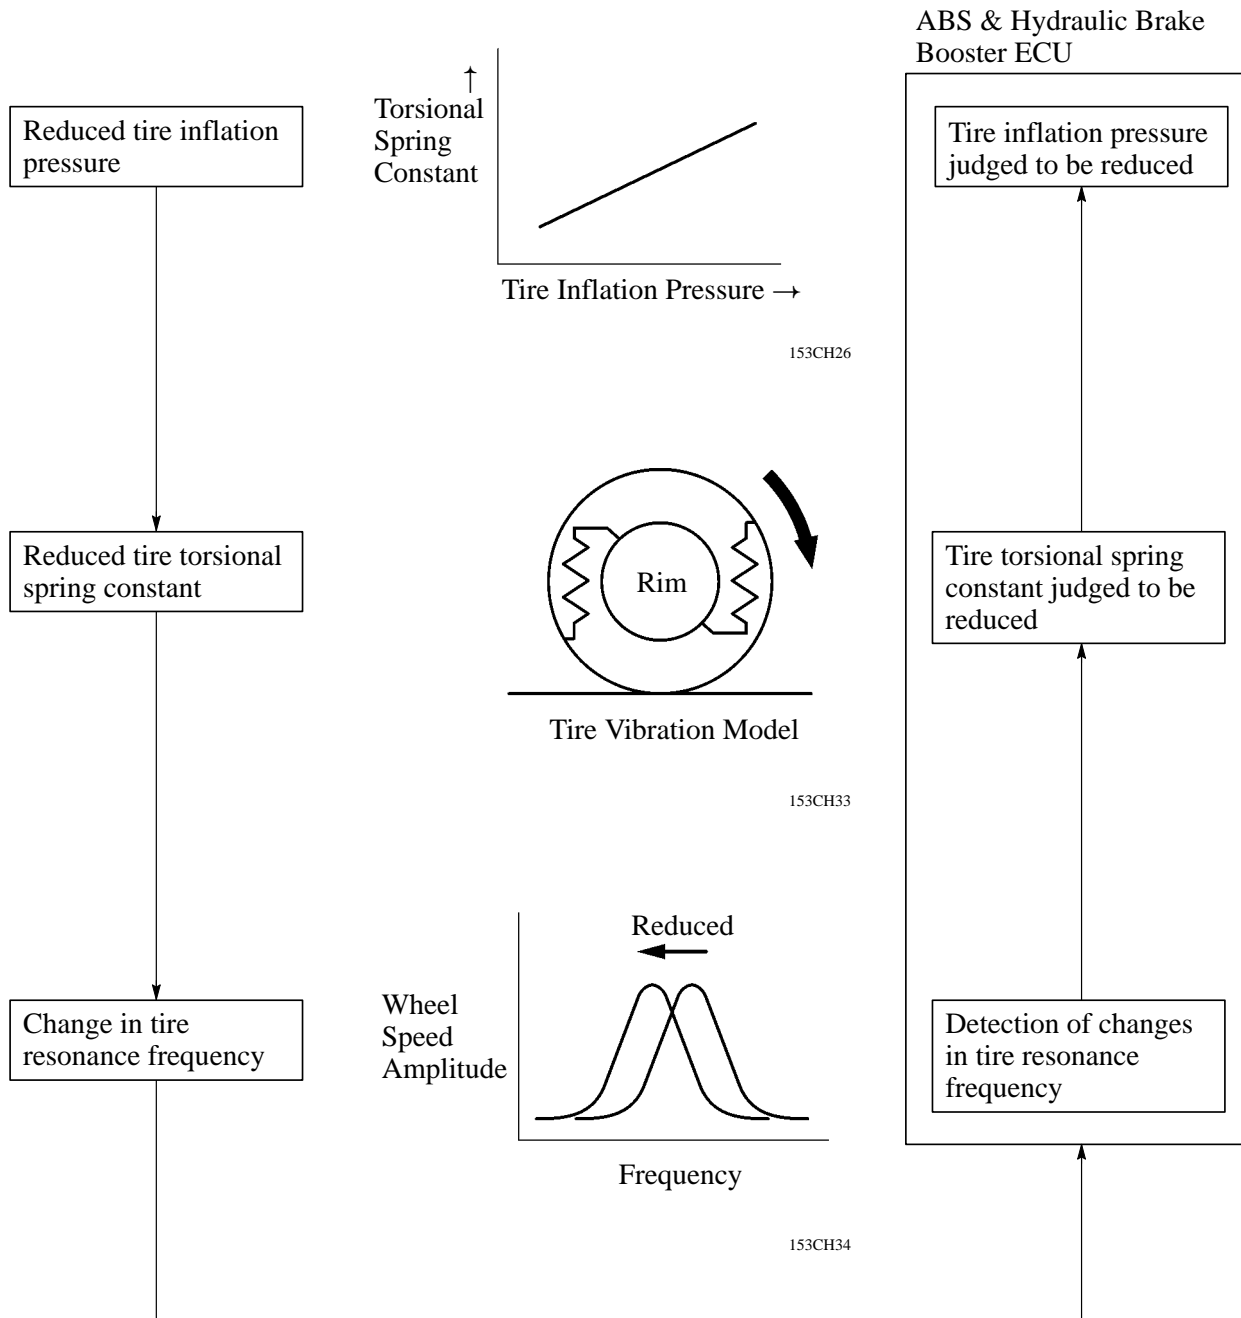 ABS & Hydraulic Brake
Booster ECU
Reduced tire inflation
pressure
↑
Torsional
Spring
Constant
Tire Inflation Pressure →
153CH26
Tire inflation pressure
judged to be reduced
Reduced tire torsional
spring constant
Rim
Tire Vibration Model
153CH33
Tire torsional spring
constant judged to be
reduced
Change in tire
resonance frequency
Reduced
Wheel
Speed
Amplitude
Frequency
153CH34
Detection of changes
in tire resonance
frequency